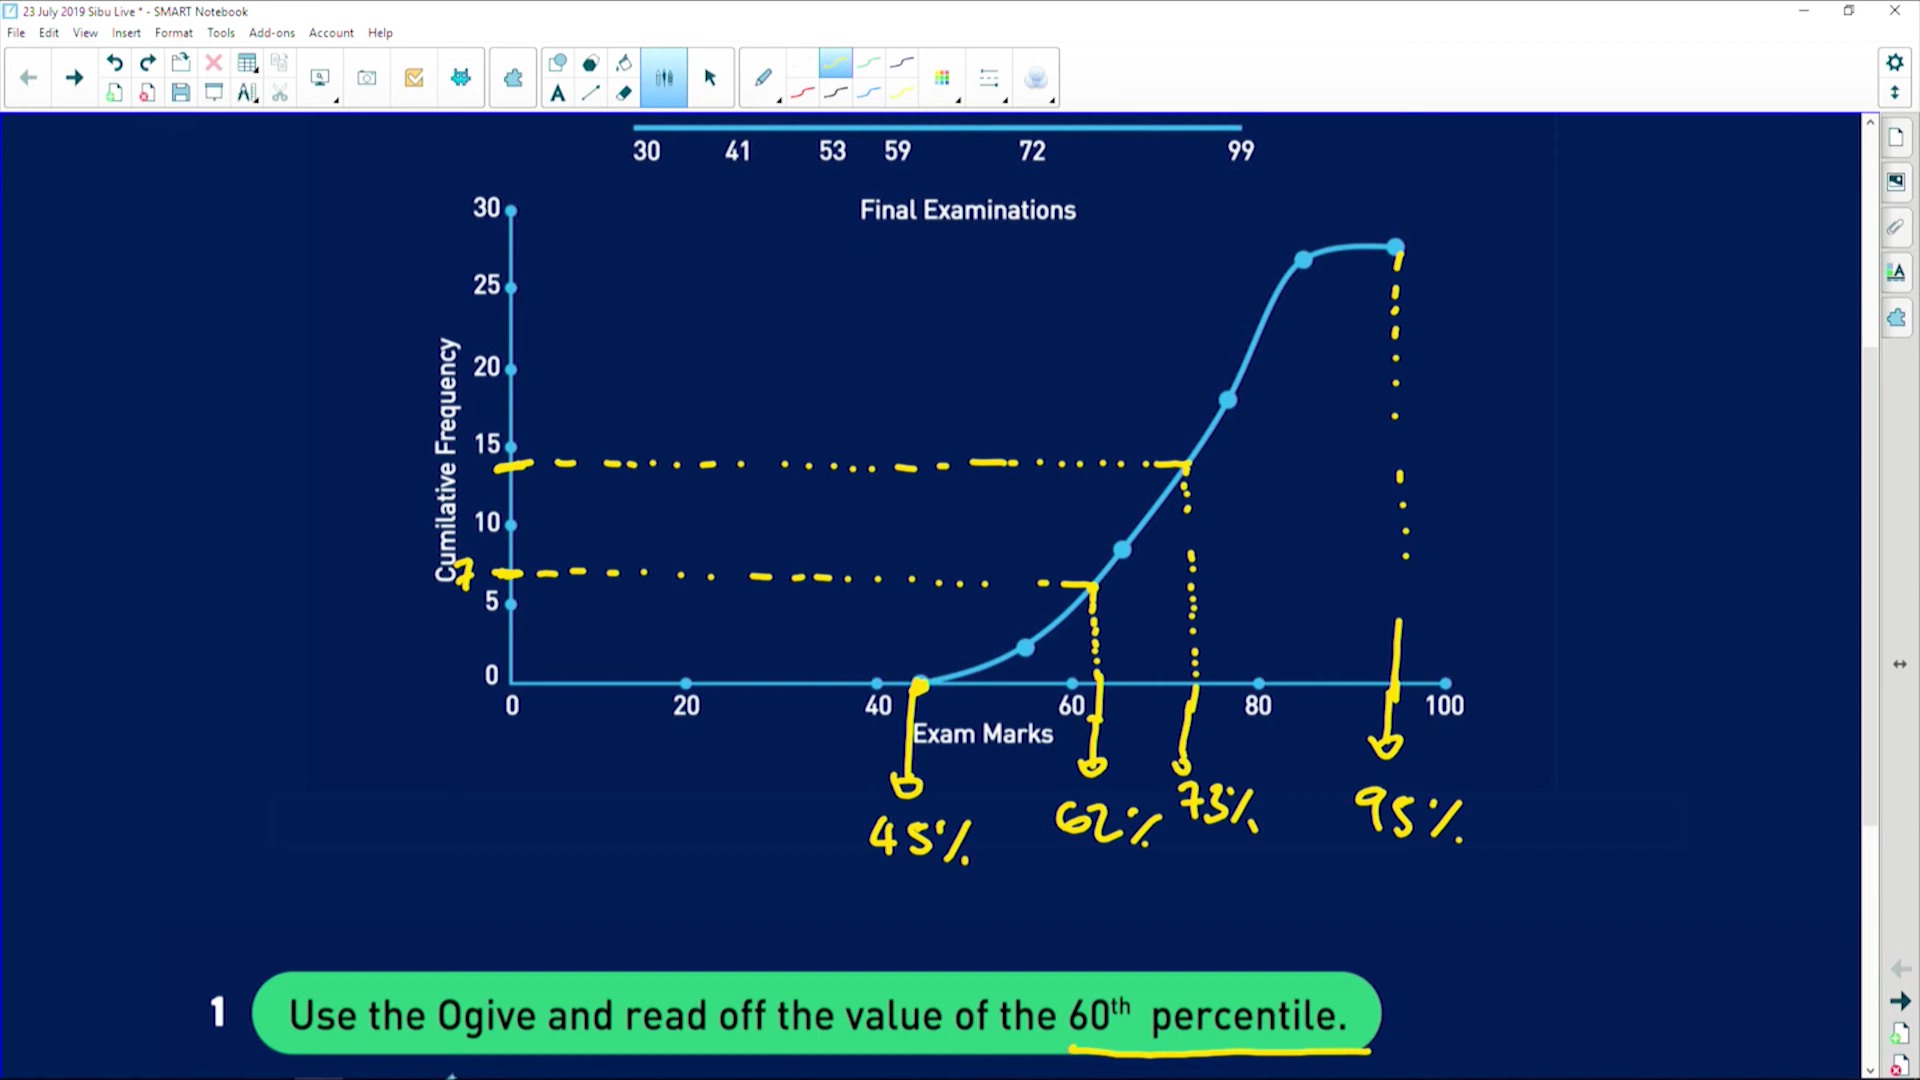 23 July 2019 Sibu Live * - SMART Notebook
File Edit View Insert Format Tools Add-ons Account Help
30 41 53 59 72 99
Final Examinations
30
25
20
15
10
7
5
0
Cumilative Frequency
0 20 40 60 80 100
Exam Marks
45% 62% 73% 95%
1 Use the Ogive and read off the value of the 60th percentile.